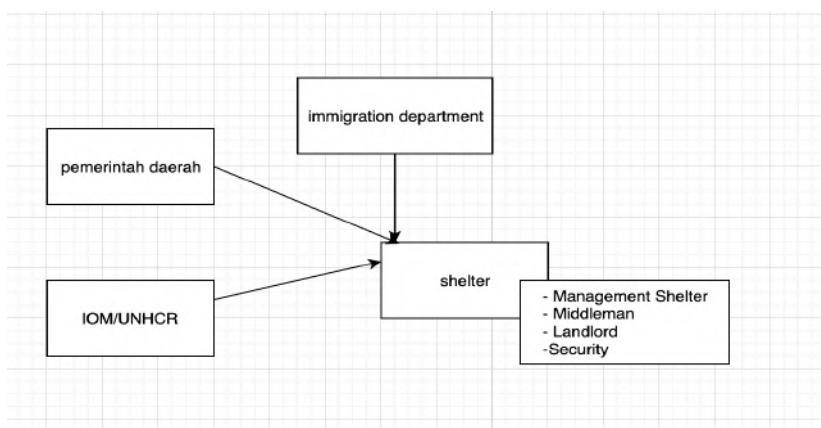 immigration department
pemerintah daerah
shelter
IOM/UNHCR
- Management Shelter
- Middleman
- Landlord
-Security